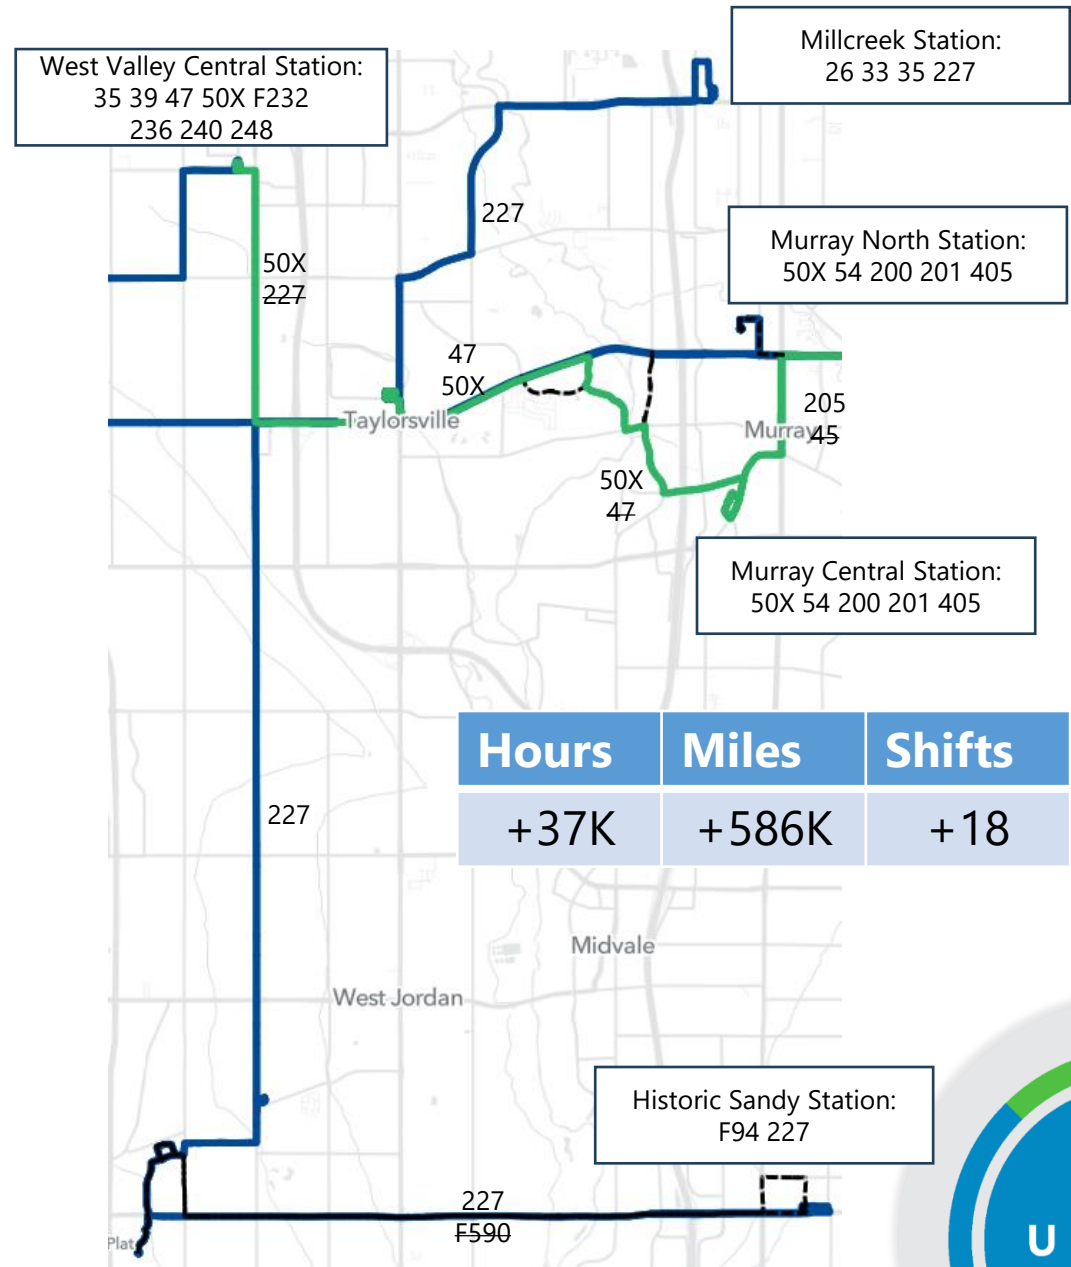 West Valley Central Station:
35 39 47 50X F232
236 240 248
Millcreek Station:
26 33 35 227
227
Murray North Station:
50X 54 200 201 405
50X
227
47
50X
Taylorsville
205
Murray
45
50X
47
Murray Central Station:
50X 54 200 201 405
Hours Miles Shifts
+37K +586K +18
227
Midvale
West Jordan
Historic Sandy Station:
F94 227
227
F590
Plat
U